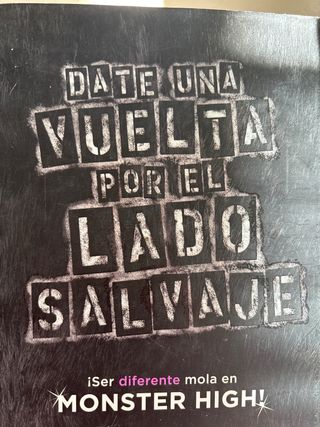 DATE UNA
VUELTA
POR EL
LADO
SALVAJE
¡Ser diferente mola en
MONSTER HIGH!